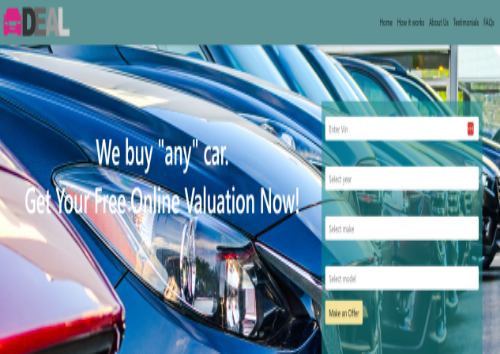 DEAL
Home How it works About Us Testimonials FAQs
We buy "any" car.
Get Your Free Online Valuation Now!
Enter Vin
Select year
Select make
Select model
Make an Offer